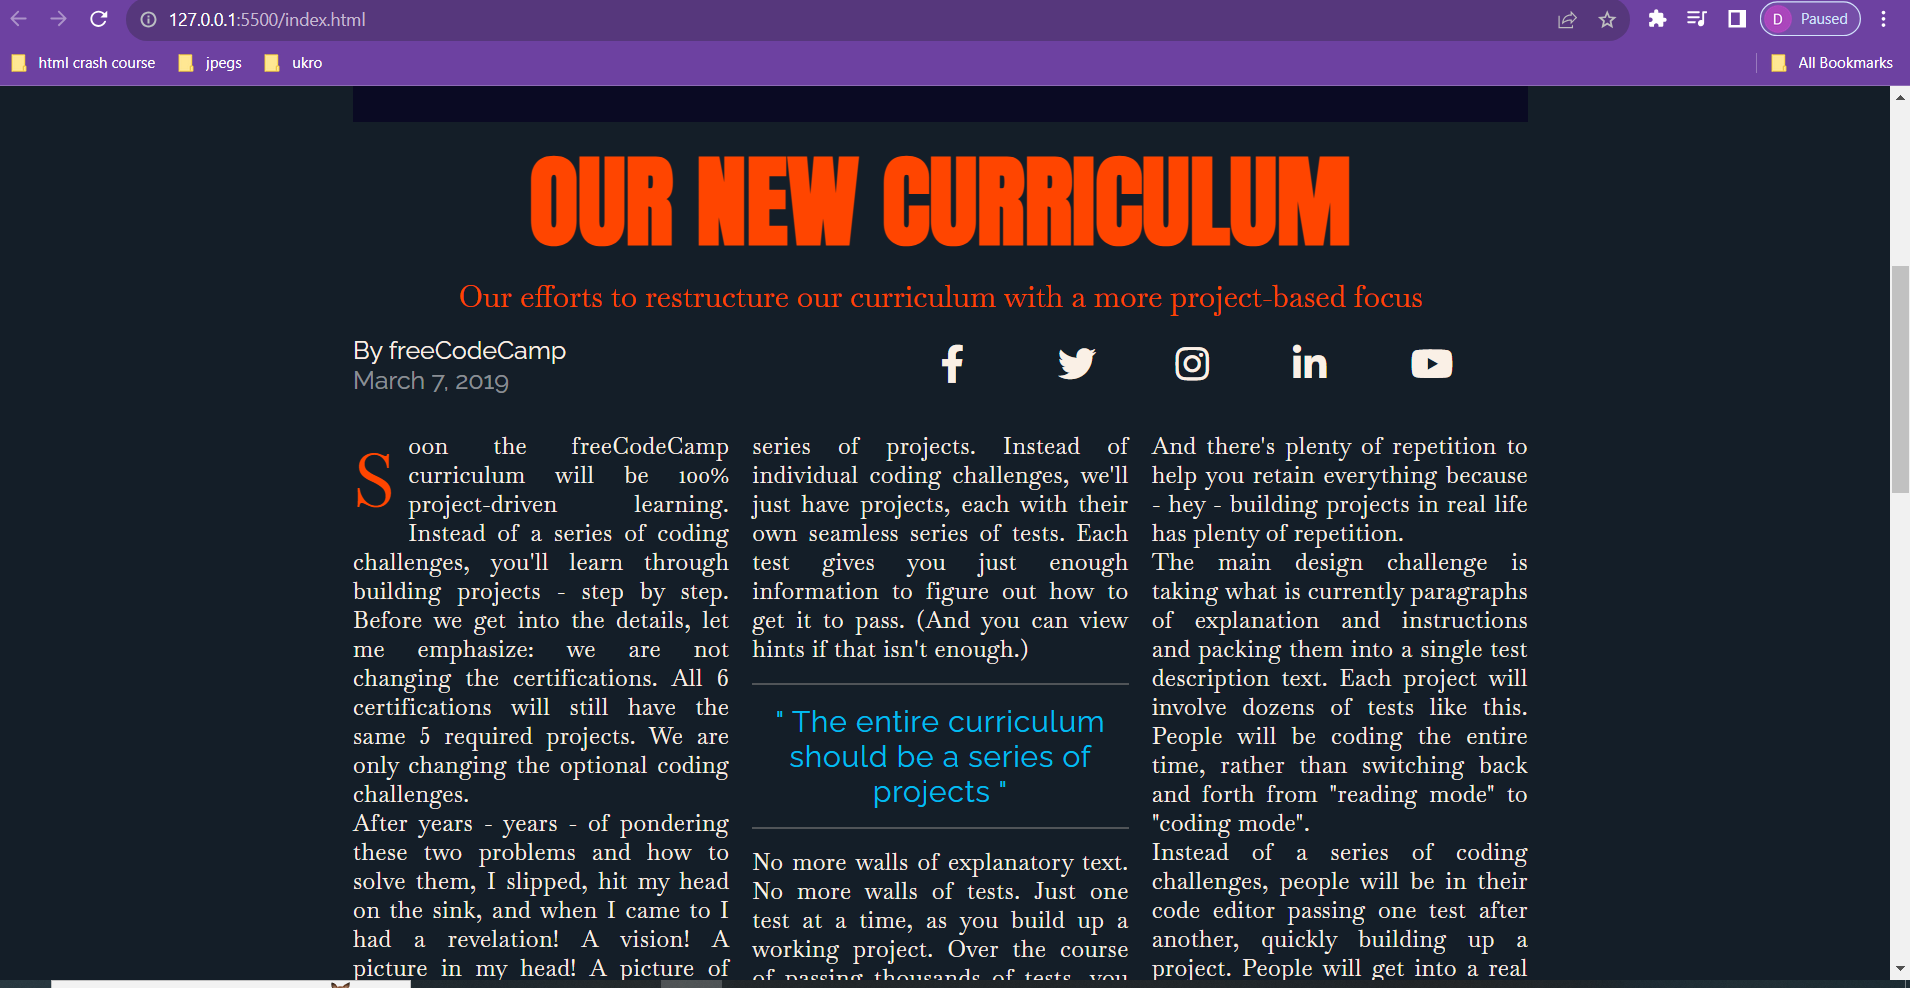 127.0.0.1:5500/index.html
D Paused
html crash course
jpegs
ukro
All Bookmarks
OUR NEW CURRICULUM
Our efforts to restructure our curriculum with a more project-based focus
By freeCodeCamp
March 7, 2019
Soon the freeCodeCamp
curriculum will be 100%
project-driven learning.
Instead of a series of coding
challenges, you'll learn through
building projects - step by step.
Before we get into the details, let
me emphasize: we are not
changing the certifications. All 6
certifications will still have the
same 5 required projects. We are
only changing the optional coding
challenges.
After years - years - of pondering
these two problems and how to
solve them, I slipped, hit my head
on the sink, and when I came to I
had a revelation! A vision! A
picture in my head! A picture of
series of projects. Instead of
individual coding challenges, we'll
just have projects, each with their
own seamless series of tests. Each
test gives you just enough
information to figure out how to
get it to pass. (And you can view
hints if that isn't enough.)
" The entire curriculum
should be a series of
projects "
No more walls of explanatory text.
No more walls of tests. Just one
test at a time, as you build up a
working project. Over the course
of passing thousands of tests, you
And there's plenty of repetition to
help you retain everything because
- hey - building projects in real life
has plenty of repetition.
The main design challenge is
taking what is currently paragraphs
of explanation and instructions
and packing them into a single test
description text. Each project will
involve dozens of tests like this.
People will be coding the entire
time, rather than switching back
and forth from "reading mode" to
"coding mode".
Instead of a series of coding
challenges, people will be in their
code editor passing one test after
another, quickly building up a
project. People will get into a real